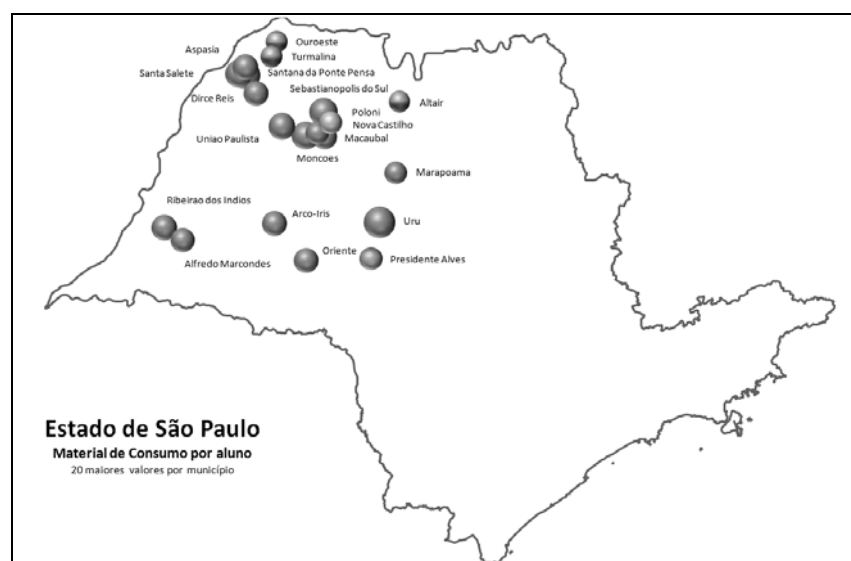 Ouroeste
Aspasia
Turmalina
Santa Salete
Santana da Ponte Pensa
Sebastianopolis do Sul
Dirce Reis
Altair
Poloni
Nova Castilho
Uniao Paulista
Macaubal
Moncoes
Marapoama
Ribeirao dos Indios
Arco-Iris
Uru
Oriente
Alfredo Marcondes
Presidente Alves
Estado de São Paulo
Material de Consumo por aluno
20 maiores valores por município